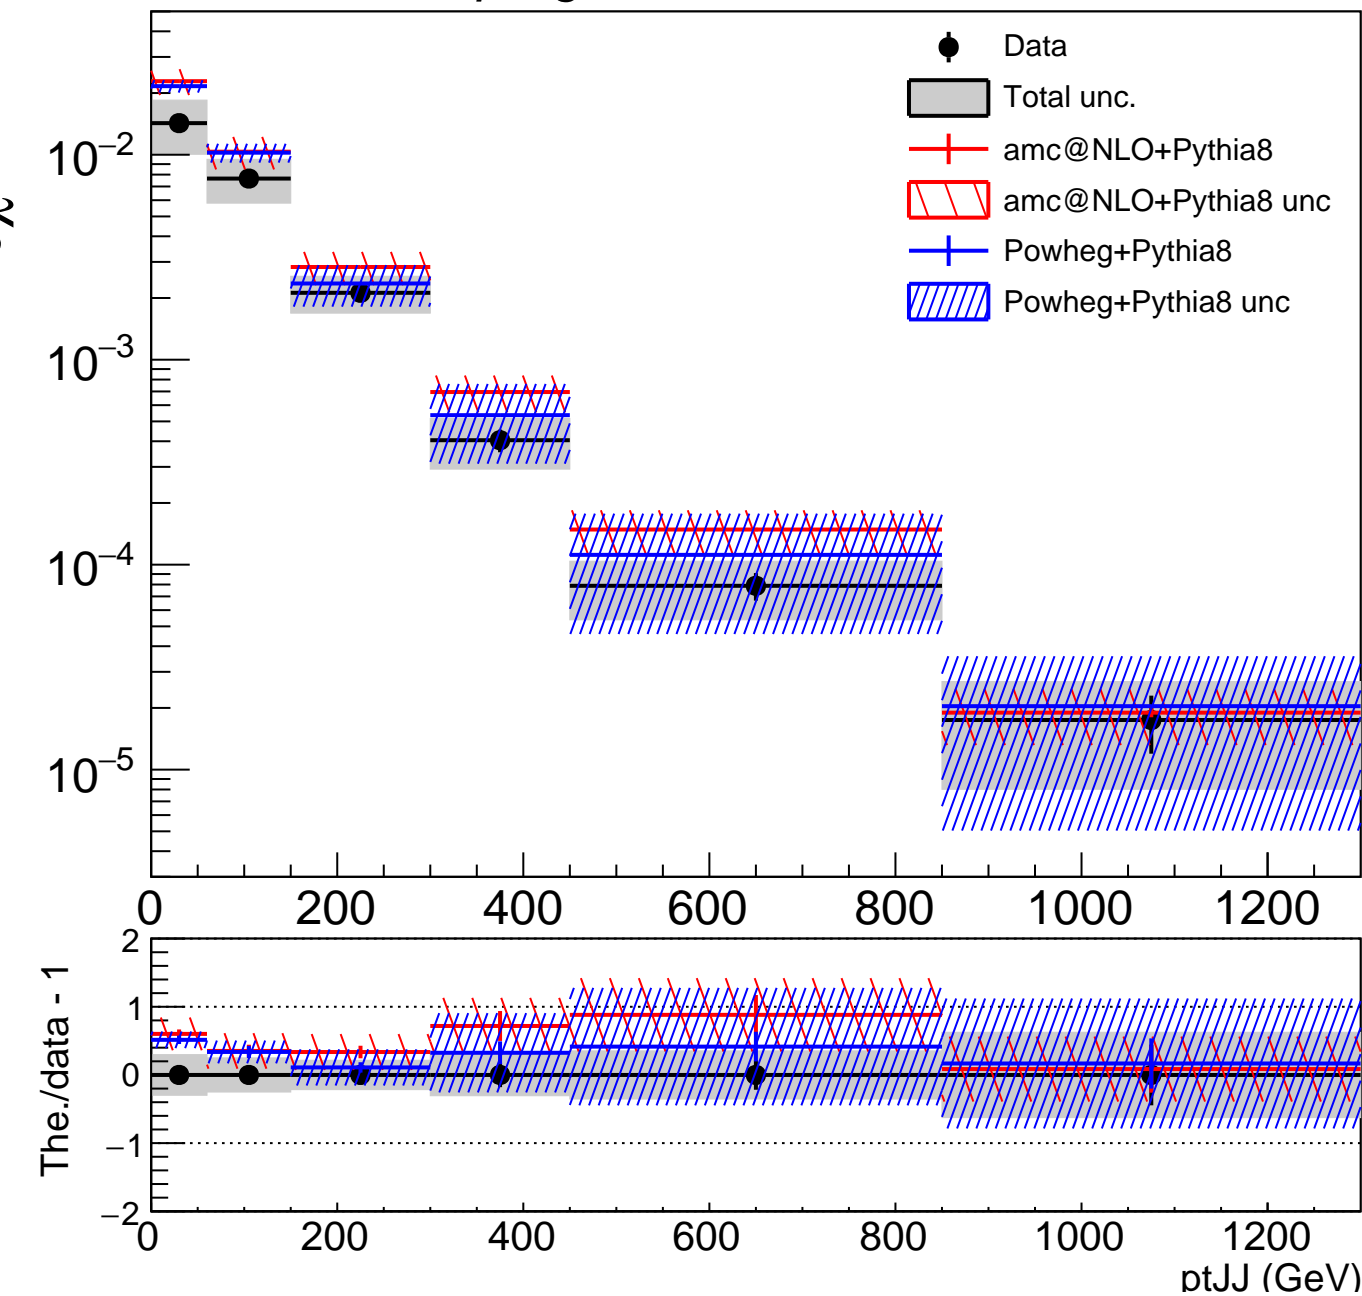 Data
Total unc.
amc@NLO+Pythia8
amc@NLO+Pythia8 unc
Powheg+Pythia8
Powheg+Pythia8 unc
10⁻²
10⁻³
10⁻⁴
10⁻⁵
0 200 400 600 800 1000 1200
The./data - 1
2
1
0
−1
−2
0 200 400 600 800 1000 1200
ptJJ (GeV)